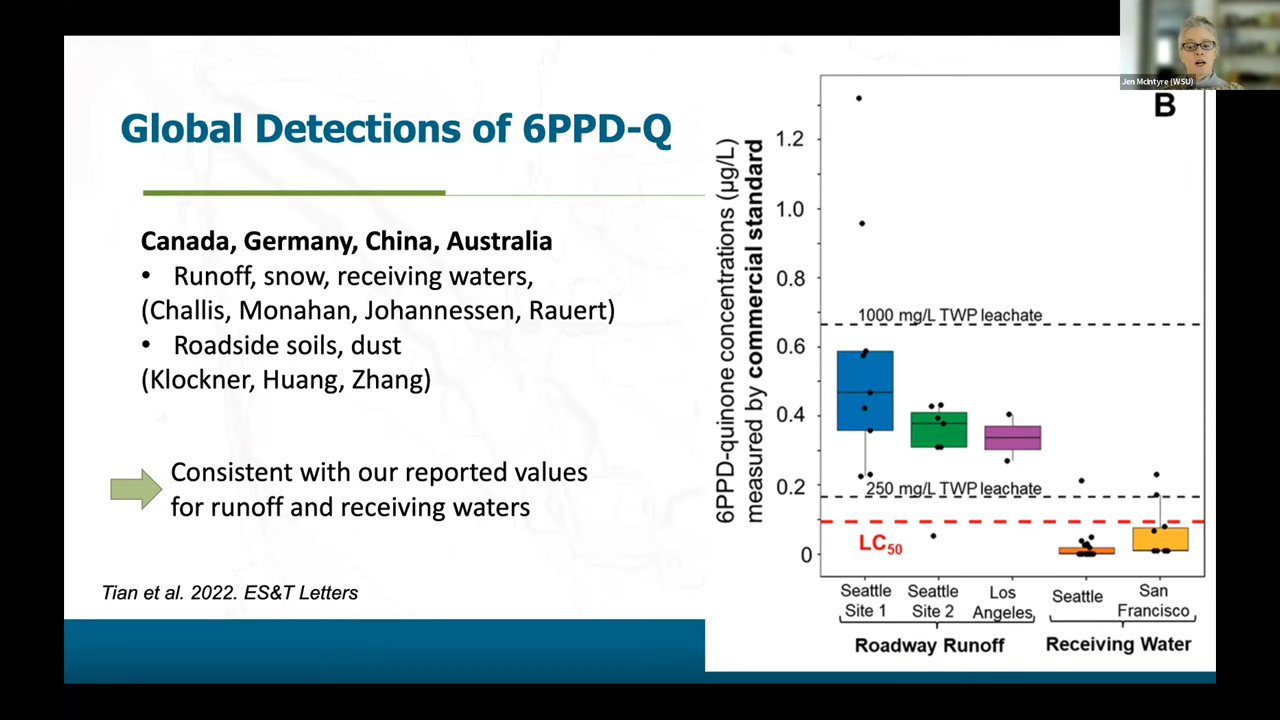 Jen McIntyre (WSU)
Global Detections of 6PPD-Q
Canada, Germany, China, Australia
• Runoff, snow, receiving waters,
(Challis, Monahan, Johannessen, Rauert)
• Roadside soils, dust
(Klockner, Huang, Zhang)
Consistent with our reported values
for runoff and receiving waters
Tian et al. 2022. ES&T Letters
B
6PPD-quinone concentrations (µg/L)
measured by commercial standard
1.2
1.0
0.8
0.6
0.4
0.2
0
1000 mg/L TWP leachate
250 mg/L TWP leachate
LC50
Seattle
Site 1
Seattle
Site 2
Los
Angeles
Seattle
San
Francisco
Roadway Runoff
Receiving Water